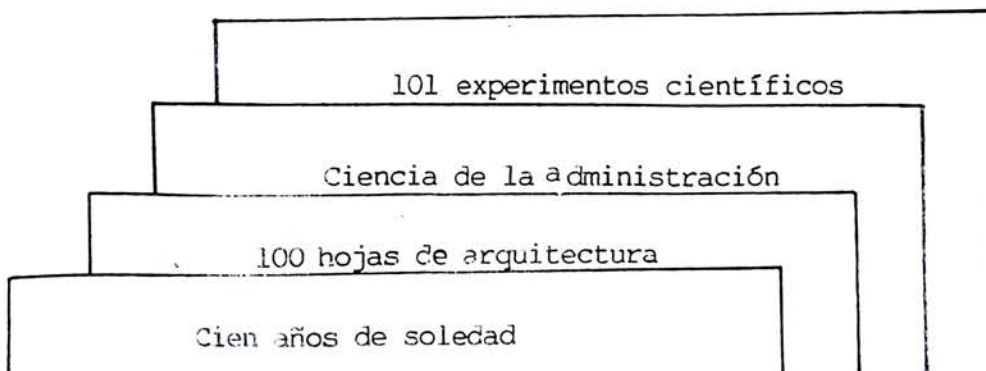 101 experimentos científicos
Ciencia de la administración
100 hojas de arquitectura
Cien años de soledad